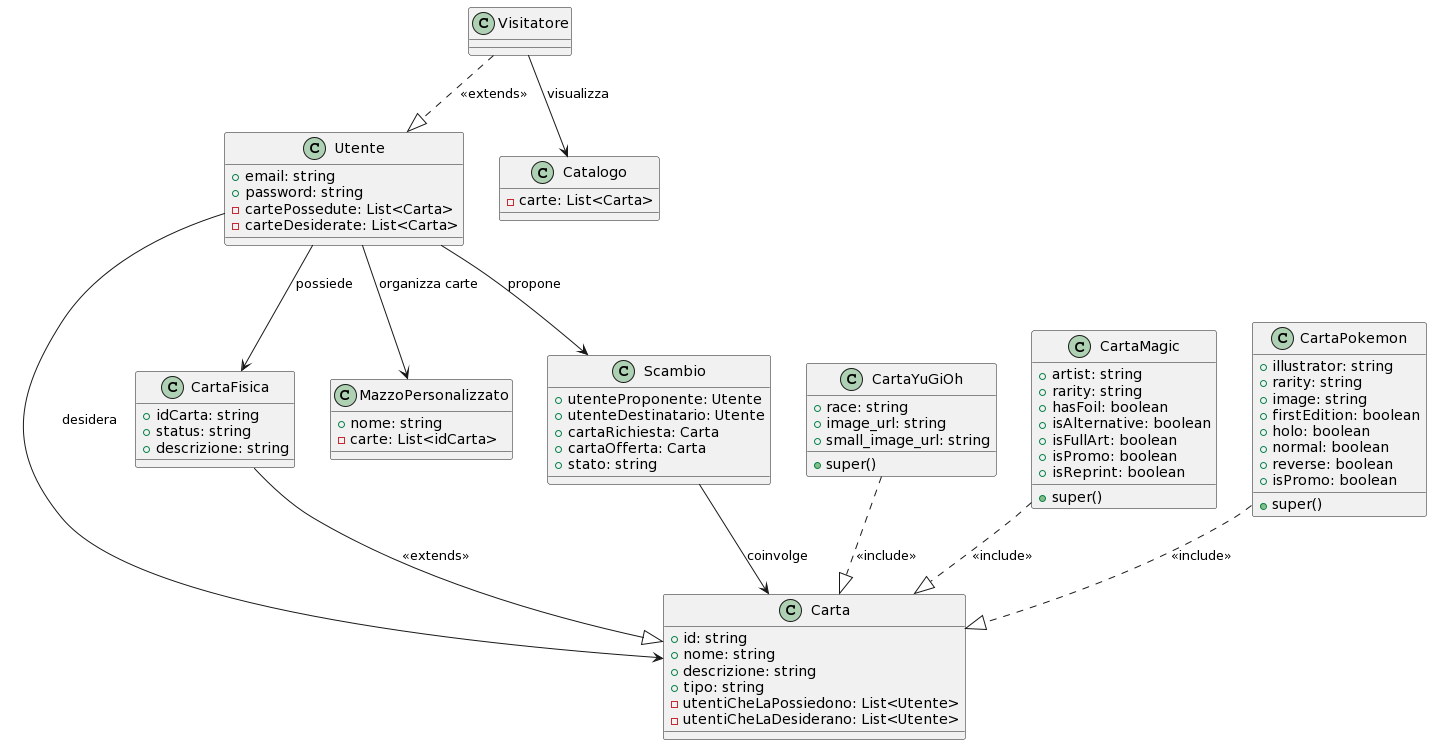 C Visitatore
«extends»
visualizza
C Utente
email: string
password: string
cartePossedute: List<Carta>
carteDesiderate: List<Carta>
C Catalogo
carte: List<Carta>
possiede
organizza carte
propone
desidera
C CartaFisica
idCarta: string
status: string
descrizione: string
C MazzoPersonalizzato
nome: string
carte: List<idCarta>
C Scambio
utenteProponente: Utente
utenteDestinatario: Utente
cartaRichiesta: Carta
cartaOfferta: Carta
stato: string
C CartaYuGiOh
race: string
image_url: string
small_image_url: string
super()
C CartaMagic
artist: string
rarity: string
hasFoil: boolean
isAlternative: boolean
isFullArt: boolean
isPromo: boolean
isReprint: boolean
super()
C CartaPokemon
illustrator: string
rarity: string
image: string
firstEdition: boolean
holo: boolean
normal: boolean
reverse: boolean
isPromo: boolean
super()
«extends»
coinvolge
«include»
«include»
«include»
C Carta
id: string
nome: string
descrizione: string
tipo: string
utentiCheLaPossiedono: List<Utente>
utentiCheLaDesiderano: List<Utente>